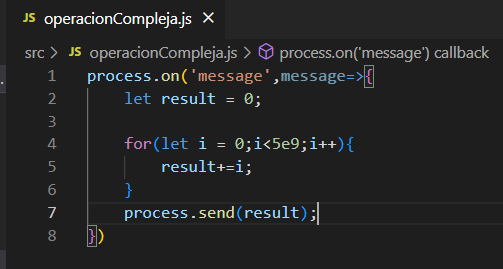 JS operacionCompleja.js ×
src > JS operacionCompleja.js > process.on('message') callback
1 process.on('message',message=>{
2     let result = 0;
3
4     for(let i = 0;i<5e9;i++){
5         result+=i;
6     }
7     process.send(result);
8 })